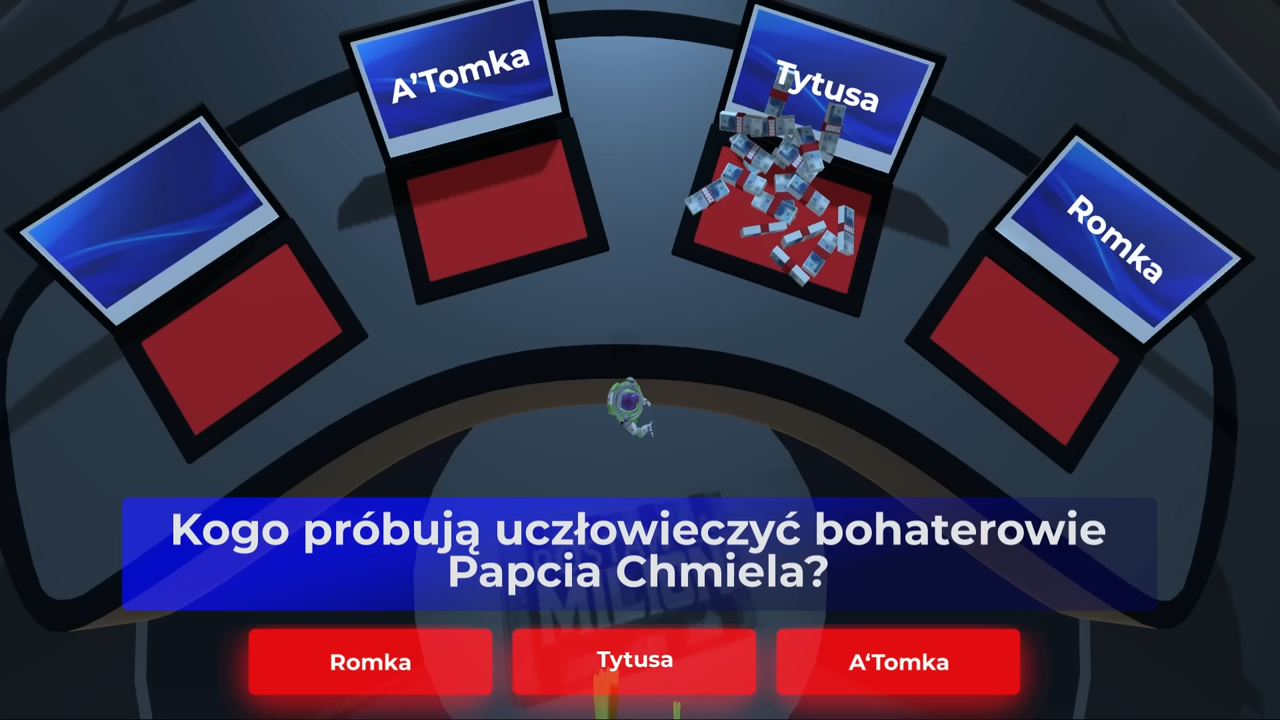 A’Tomka
Tytusa
Romka
Kogo próbują uczłowieczyć bohaterowie
Papcia Chmiela?
Romka
Tytusa
A‘Tomka